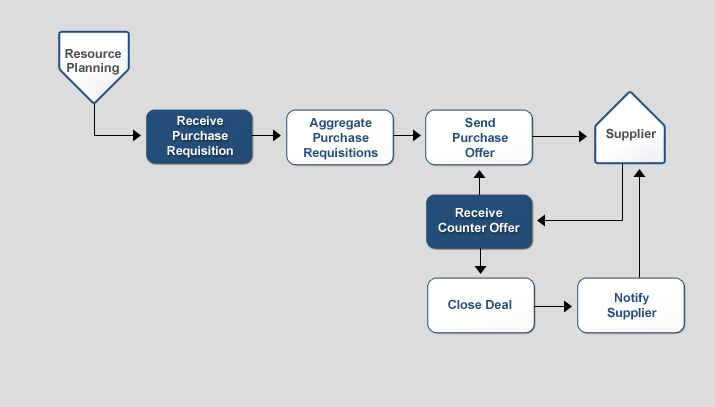 Resource
Planning
Receive
Purchase
Requisition
Aggregate
Purchase
Requisitions
Send
Purchase
Offer
Supplier
Receive
Counter Offer
Close Deal
Notify
Supplier